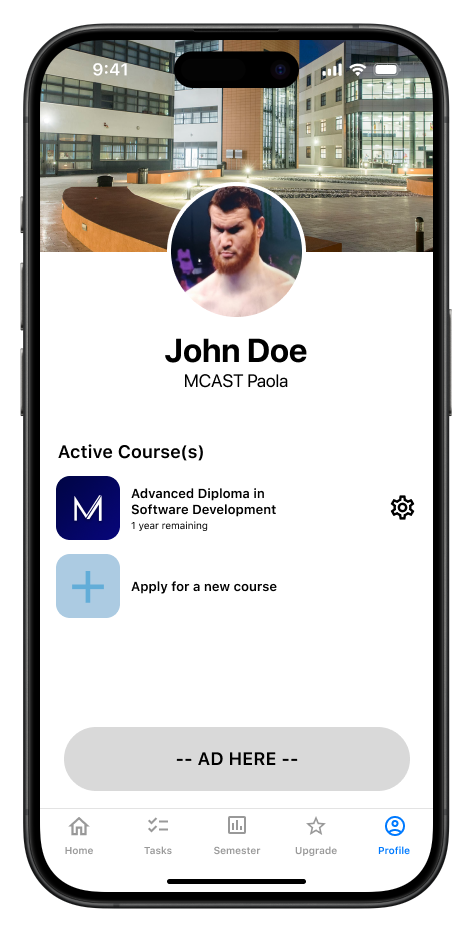 9:41
John Doe
MCAST Paola
Active Course(s)
M
Advanced Diploma in
Software Development
1 year remaining
Apply for a new course
-- AD HERE --
Home
Tasks
Semester
Upgrade
Profile